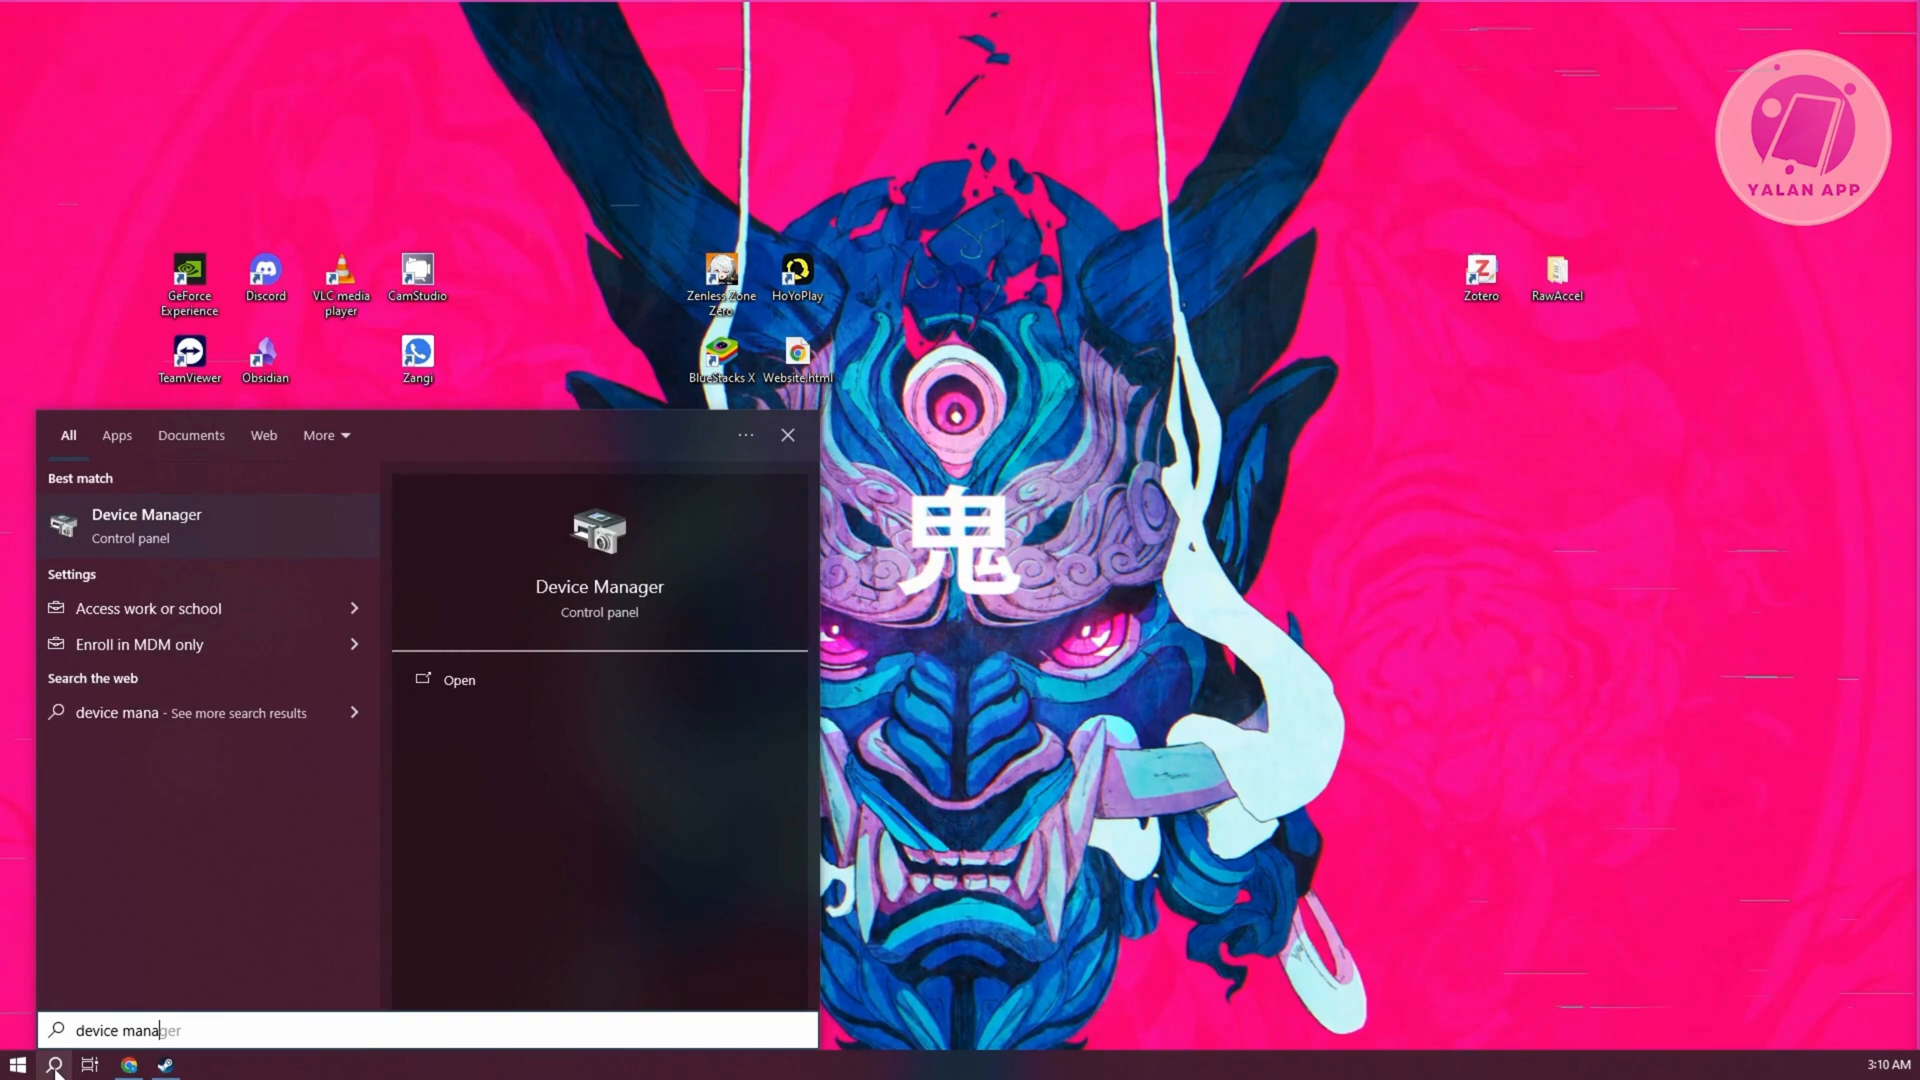 YALAN APP
GeForce Experience
Discord
VLC media player
CamStudio
Zenless Zone Zero
HoYoPlay
Zotero
RawAccel
TeamViewer
Obsidian
Zangi
BlueStacks X
Website.html
鬼
All
Apps
Documents
Web
More
Best match
Device Manager
Control panel
Settings
Access work or school
Enroll in MDM only
Search the web
device mana - See more search results
Device Manager
Control panel
Open
device manager
3:10 AM